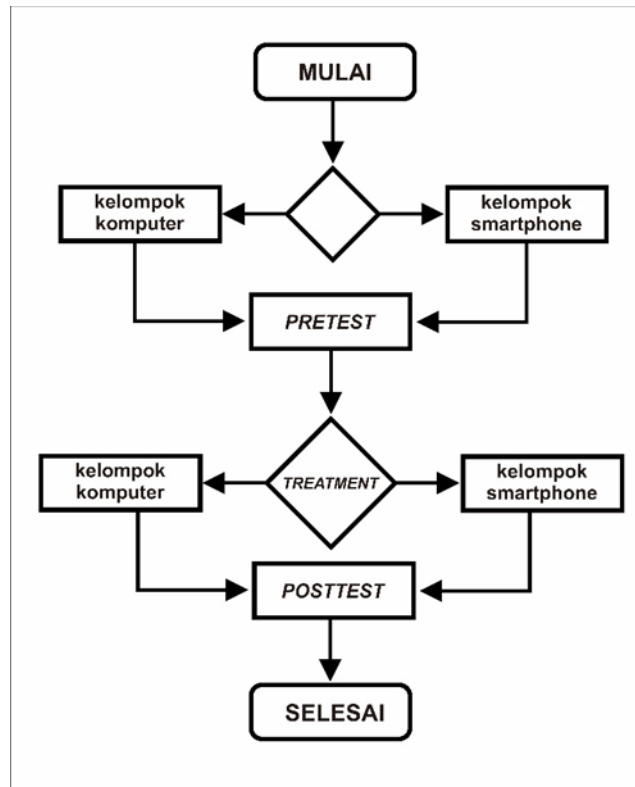 MULAI
kelompok
komputer
kelompok
smartphone
PRETEST
kelompok
komputer
TREATMENT
kelompok
smartphone
POSTTEST
SELESAI